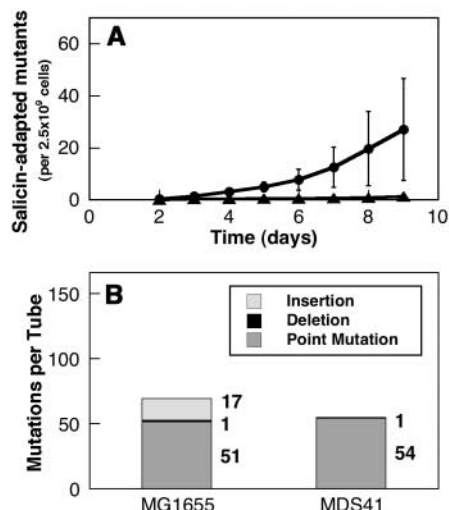 A
Salicin-adapted mutants
(per 2.5x10⁹ cells)
60
40
20
0
0
2
4
6
8
10
Time (days)
B
Mutations per Tube
150
100
50
0
Insertion
Deletion
Point Mutation
17
1
51
1
54
MG1655
MDS41